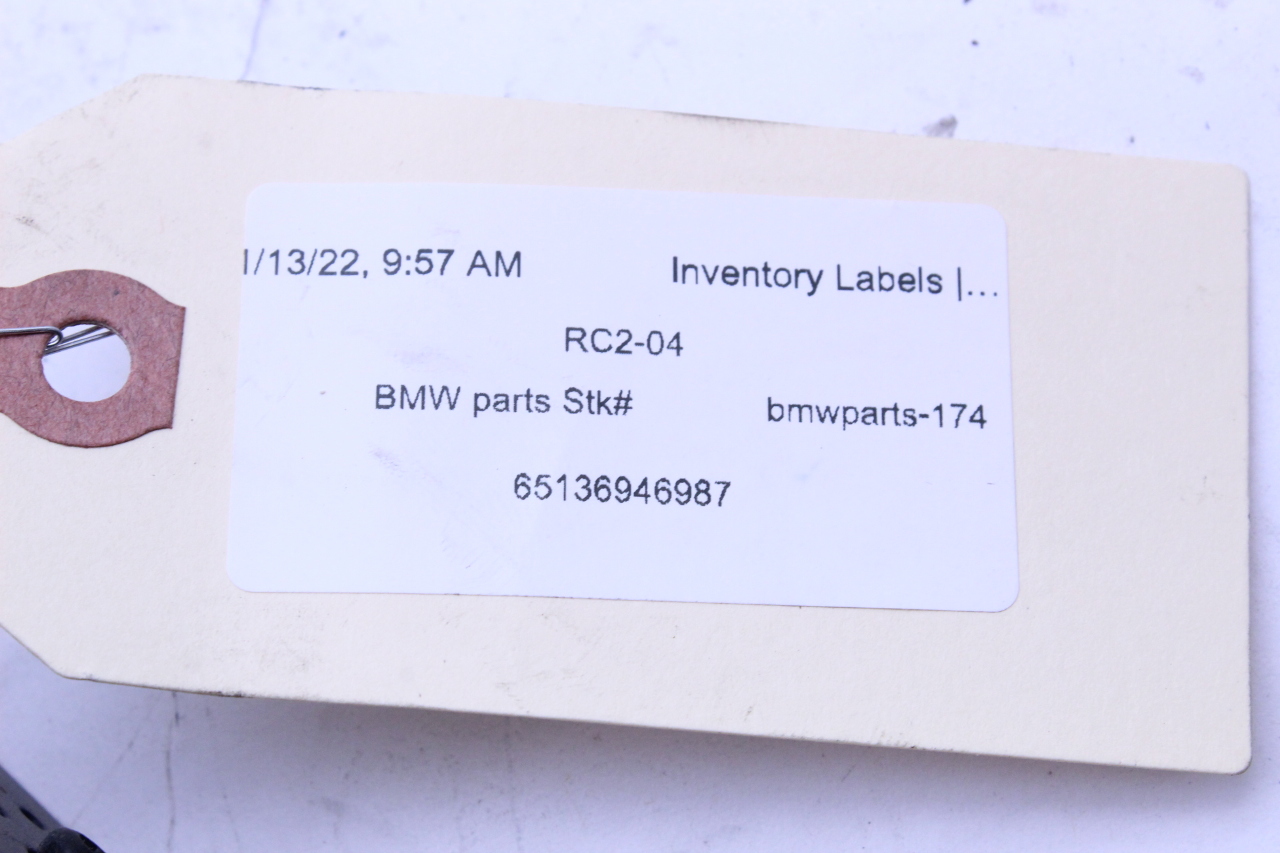 1/13/22, 9:57 AM Inventory Labels |...
RC2-04
BMW parts Stk# bmwparts-174
65136946987